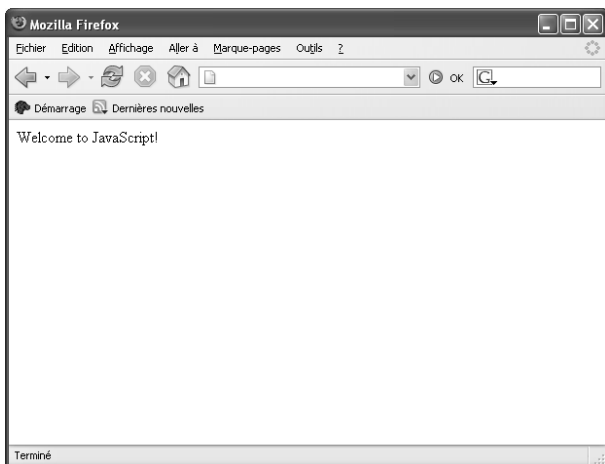 Mozilla Firefox
Fichier Edition Affichage Aller à Marque-pages Outils ?
OK G
Démarrage Dernières nouvelles
Welcome to JavaScript!
Terminé